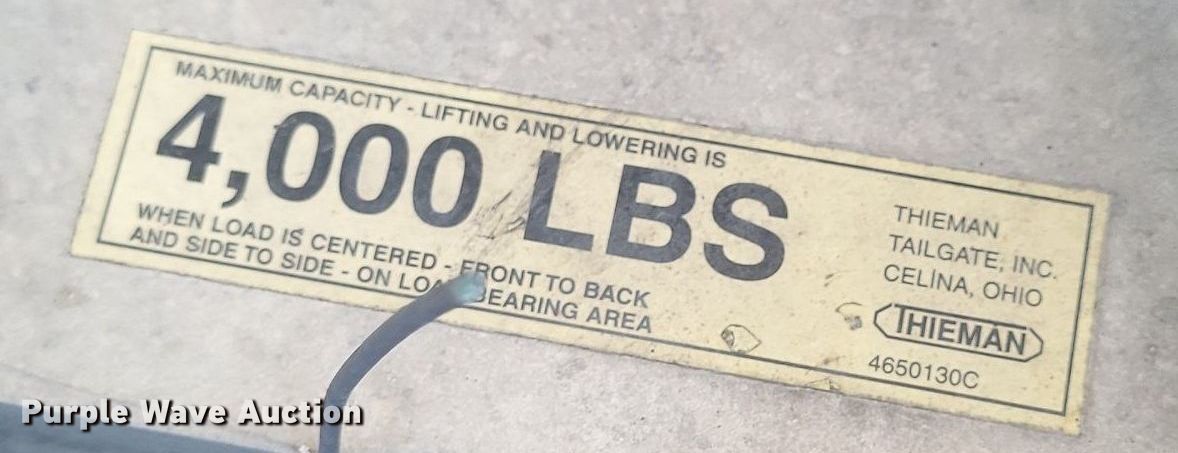 MAXIMUM CAPACITY - LIFTING AND LOWERING IS
4,000 LBS
WHEN LOAD IS CENTERED - FRONT TO BACK
AND SIDE TO SIDE - ON LOAD BEARING AREA
THIEMAN
TAILGATE, INC.
CELINA, OHIO
THIEMAN
4650130C
Purple Wave Auction